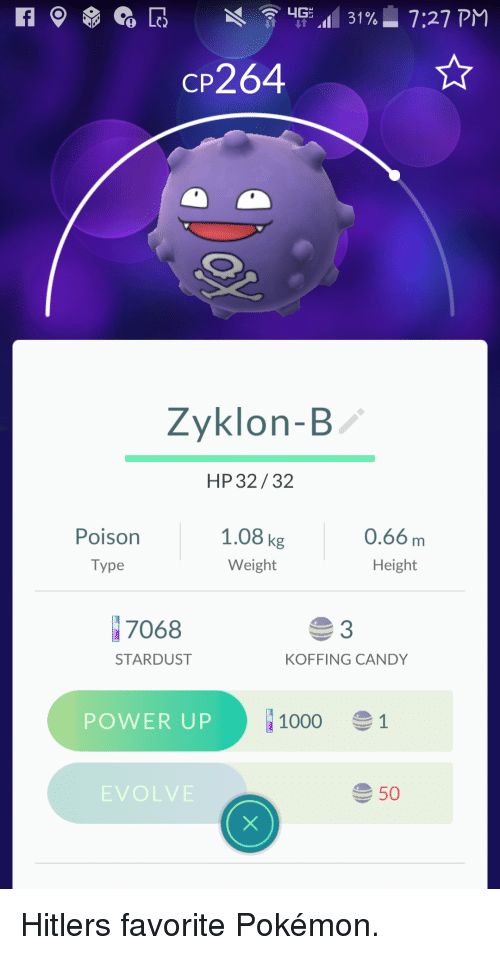 4G 31% 7:27 PM
CP264
Zyklon-B
HP 32 / 32
Poison 1.08 kg 0.66 m
Type Weight Height
7068 3
STARDUST KOFFING CANDY
POWER UP 1000 1
EVOLVE 50
Hitlers favorite Pokémon.